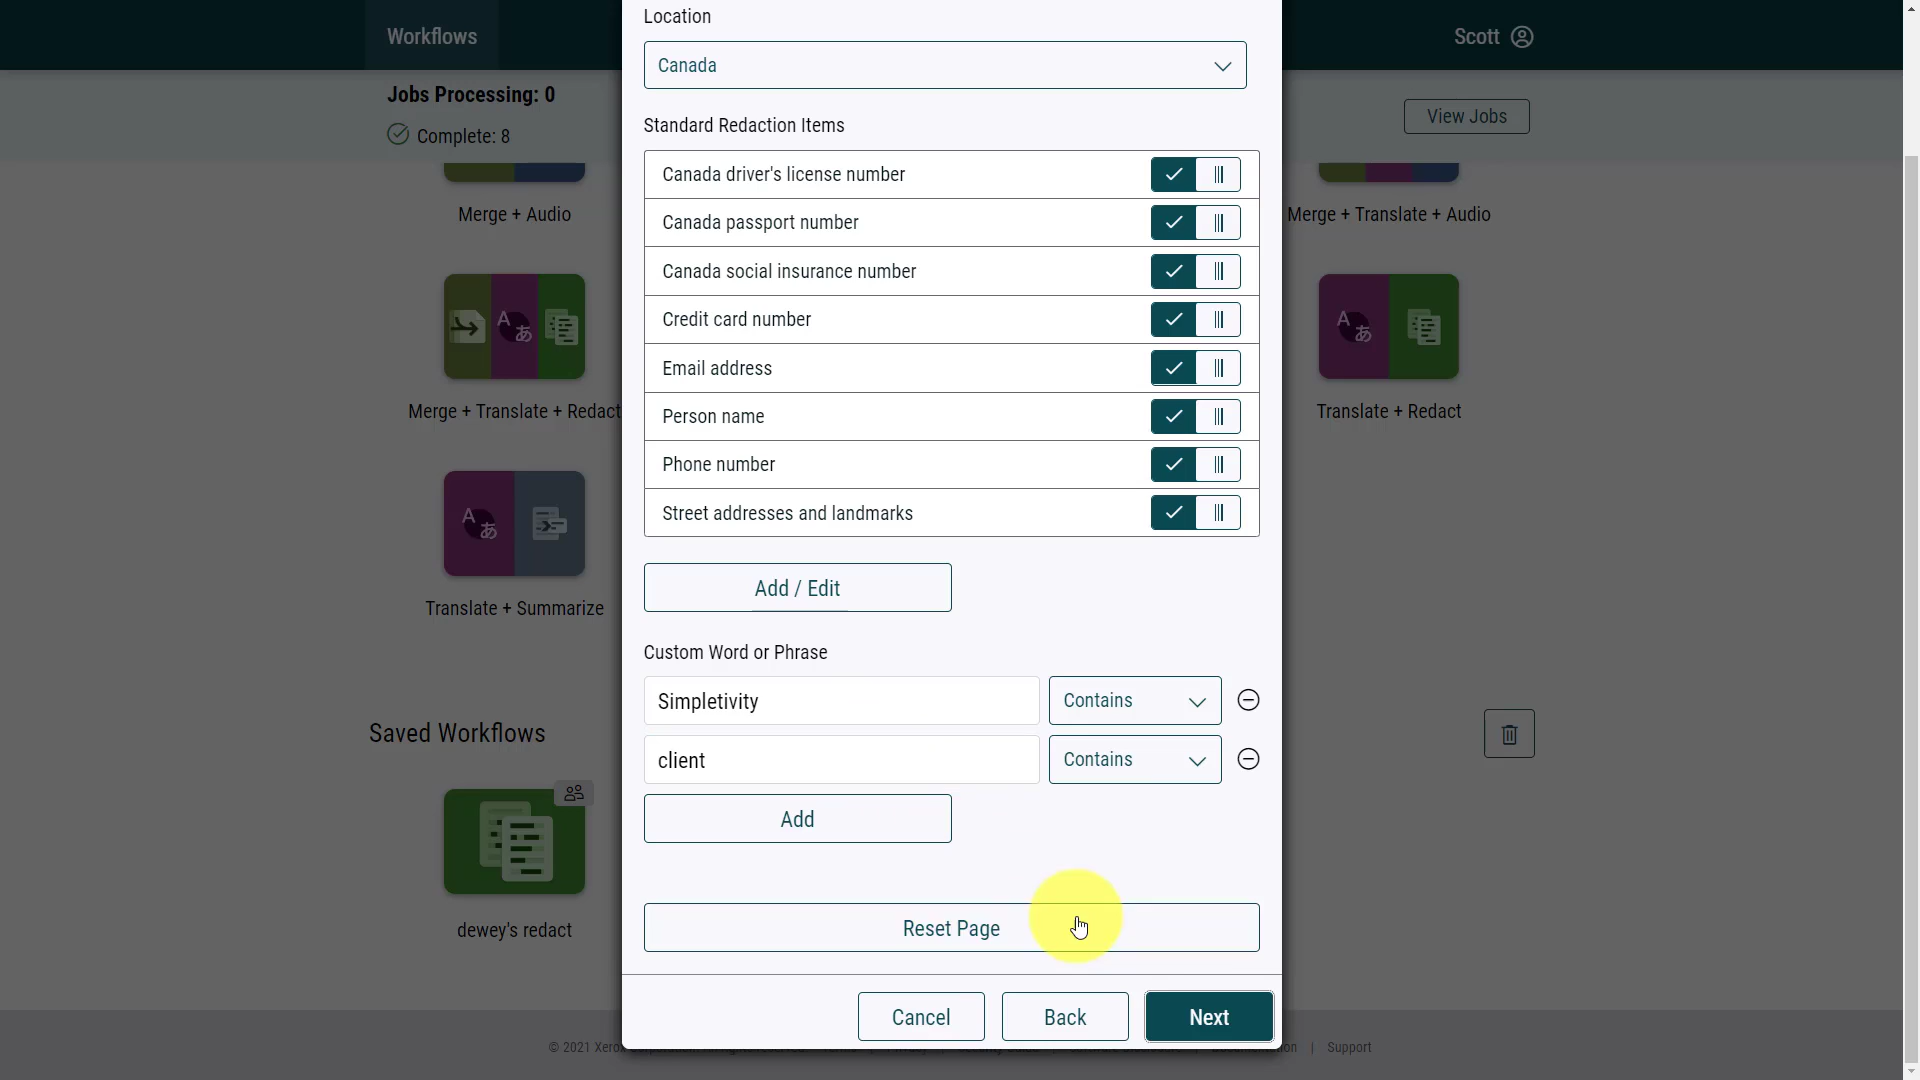 Workflows
Scott
Jobs Processing: 0
Complete: 8
View Jobs
Location
Canada
Standard Redaction Items
Canada driver's license number
Canada passport number
Canada social insurance number
Credit card number
Email address
Person name
Phone number
Street addresses and landmarks
Add / Edit
Custom Word or Phrase
Simpletivity
Contains
client
Contains
Add
Reset Page
Cancel
Back
Next
Merge + Audio
Merge + Translate + Audio
Merge + Translate + Redact
Translate + Redact
Translate + Summarize
Saved Workflows
dewey's redact
© 2021 Xerox
| Support